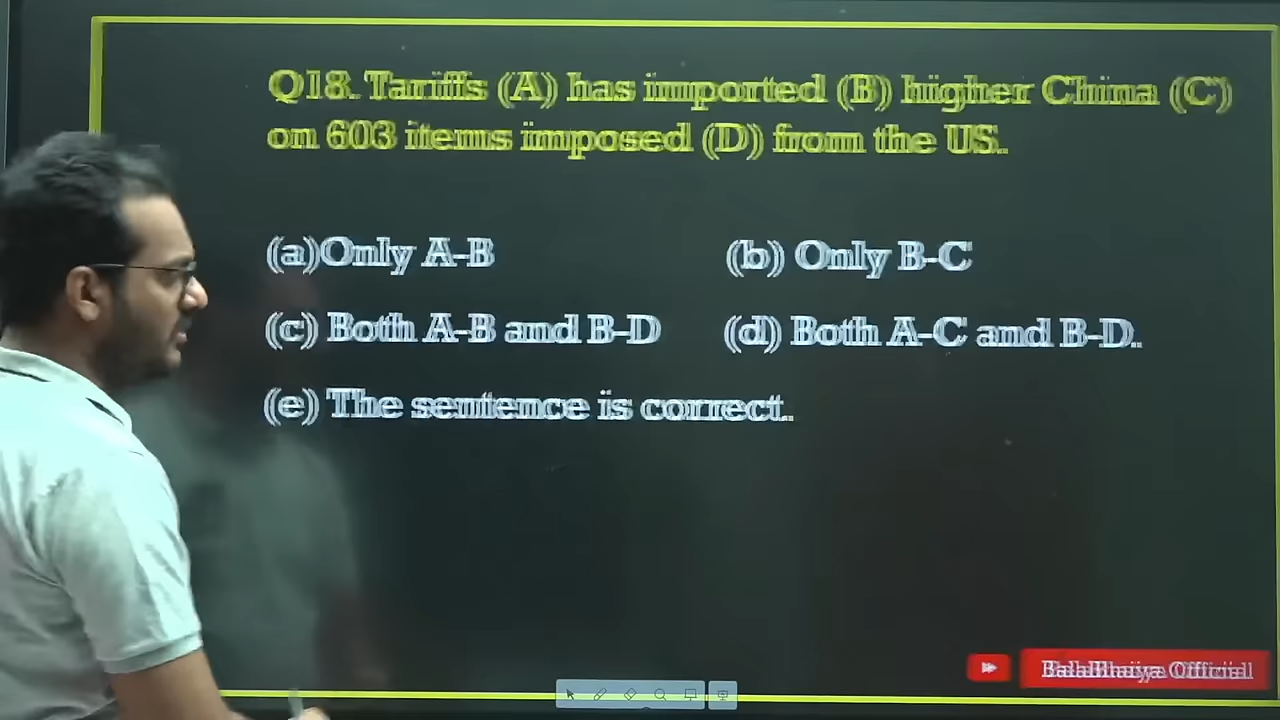 Q18. Tariffs (A) has imported (B) higher China (C)
on 603 items imposed (D) from the US.
(a)Only A-B
(b) Only B-C
(c) Both A-B and B-D
(d) Both A-C and B-D.
(e) The sentence is correct.
BalaBhaiya Official